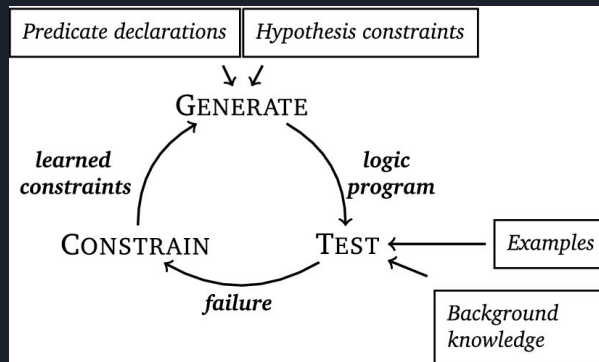 Predicate declarations
Hypothesis constraints
GENERATE
learned
constraints
logic
program
CONSTRAIN
TEST
Examples
failure
Background
knowledge